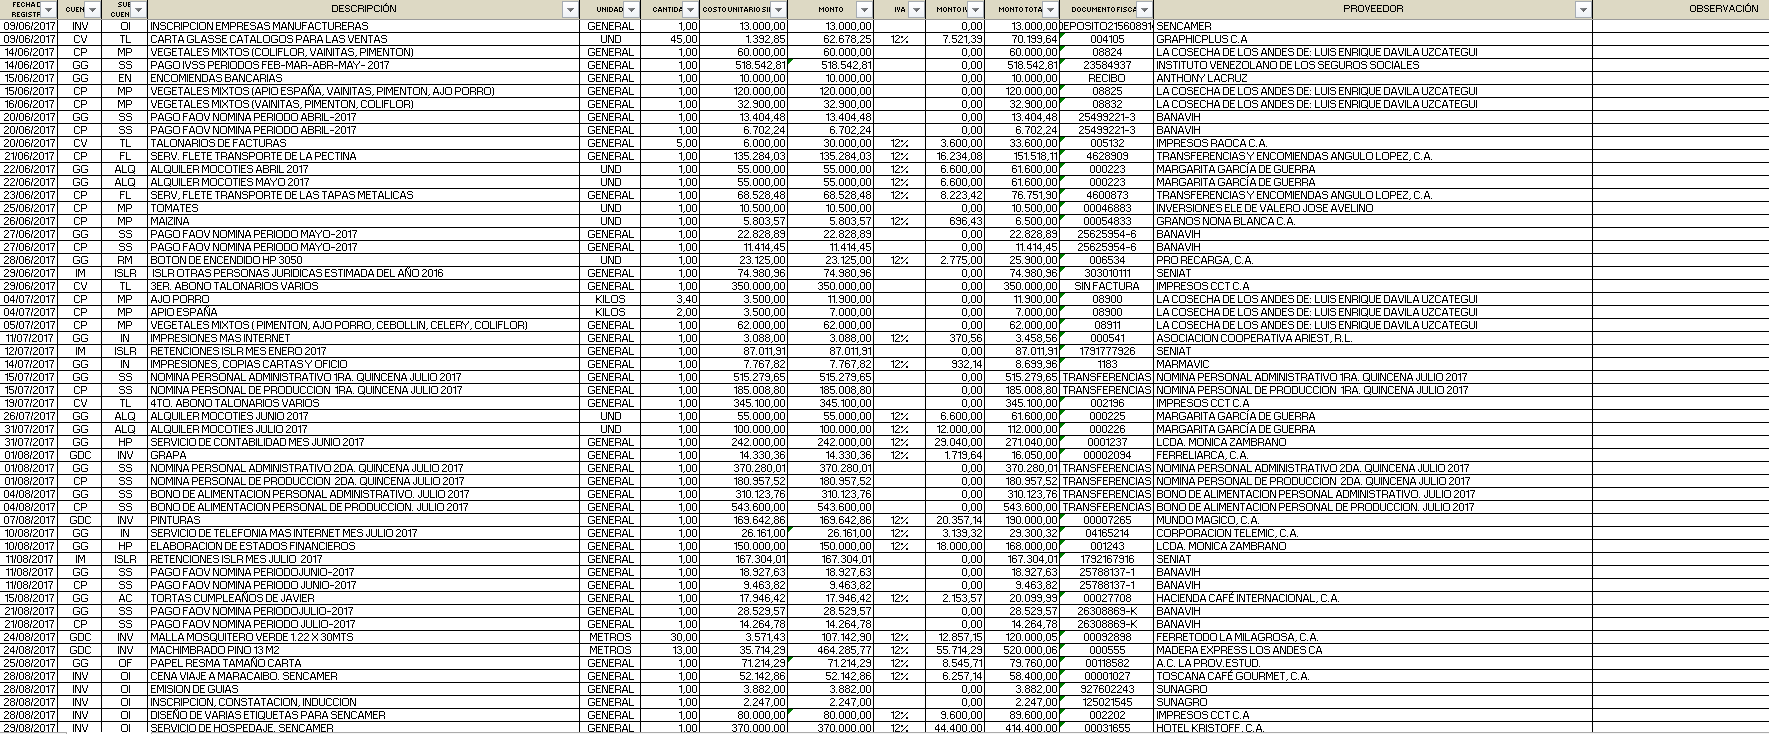 FECHA D REGISTR CUEN SUB CUEN DESCRIPCIÓN UNIDAD CANTIDA COSTO UNITARIO SII MONTO IVA MONTO IV MONTO TOTA DOCUMENTO FISCA PROVEEDOR OBSERVACIÓN
09/06/2017 INV OI INSCRIPCION EMPRESAS MANUFACTURERAS GENERAL 1,00 13.000,00 13.000,00 0,00 13.000,00 DEPOSITO215608917 SENCAMER
09/06/2017 CV TL CARTA GLASSE CATALOGOS PARA LAS VENTAS UND 45,00 1.392,85 62.678,25 12% 7.521,39 70.199,64 004105 GRAPHICPLUS C.A
14/06/2017 CP MP VEGETALES MIXTOS (COLIFLOR, VAINITAS, PIMENTON) GENERAL 1,00 60.000,00 60.000,00 0,00 60.000,00 08824 LA COSECHA DE LOS ANDES DE: LUIS ENRIQUE DAVILA UZCATEGUI
14/06/2017 GG SS PAGO IVSS PERIODOS FEB-MAR-ABR-MAY- 2017 GENERAL 1,00 518.542,81 518.542,81 0,00 518.542,81 23584937 INSTITUTO VENEZOLANO DE LOS SEGUROS SOCIALES
15/06/2017 GG EN ENCOMIENDAS BANCARIAS GENERAL 1,00 10.000,00 10.000,00 0,00 10.000,00 RECIBO ANTHONY LACRUZ
15/06/2017 CP MP VEGETALES MIXTOS (APIO ESPAÑA, VAINITAS, PIMENTON, AJO PORRO) GENERAL 1,00 120.000,00 120.000,00 0,00 120.000,00 08825 LA COSECHA DE LOS ANDES DE: LUIS ENRIQUE DAVILA UZCATEGUI
16/06/2017 CP MP VEGETALES MIXTOS (VAINITAS, PIMENTON, COLIFLOR) GENERAL 1,00 32.900,00 32.900,00 0,00 32.900,00 08832 LA COSECHA DE LOS ANDES DE: LUIS ENRIQUE DAVILA UZCATEGUI
20/06/2017 GG SS PAGO FAOV NOMINA PERIODO ABRIL-2017 GENERAL 1,00 13.404,48 13.404,48 0,00 13.404,48 25499221-3 BANAVIH
20/06/2017 CP SS PAGO FAOV NOMINA PERIODO ABRIL-2017 GENERAL 1,00 6.702,24 6.702,24 0,00 6.702,24 25499221-3 BANAVIH
20/06/2017 CV TL TALONARIOS DE FACTURAS GENERAL 5,00 6.000,00 30.000,00 12% 3.600,00 33.600,00 005132 IMPRESOS RAOCA C.A.
21/06/2017 CP FL SERV. FLETE TRANSPORTE DE LA PECTINA GENERAL 1,00 135.284,03 135.284,03 12% 16.234,08 151.518,11 4628909 TRANSFERENCIAS Y ENCOMIENDAS ANGULO LOPEZ, C.A.
22/06/2017 GG ALQ ALQUILER MOCOTIES ABRIL 2017 UND 1,00 55.000,00 55.000,00 12% 6.600,00 61.600,00 000223 MARGARITA GARCÍA DE GUERRA
22/06/2017 GG ALQ ALQUILER MOCOTIES MAYO 2017 UND 1,00 55.000,00 55.000,00 12% 6.600,00 61.600,00 000223 MARGARITA GARCÍA DE GUERRA
23/06/2017 CP FL SERV, FLETE TRANSPORTE DE LAS TAPAS METALICAS GENERAL 1,00 68.528,48 68.528,48 12% 8.223,42 76.751,90 4600873 TRANSFERENCIAS Y ENCOMIENDAS ANGULO LOPEZ, C.A.
25/06/2017 CP MP TOMATES UND 1,00 10.500,00 10.500,00 0,00 10.500,00 00046883 INVERSIONES ELE DE VALERO JOSE AVELINO
26/06/2017 CP MP MAIZINA UND 1,00 5.803,57 5.803,57 12% 696,43 6.500,00 00054833 GRANOS NONA BLANCA C.A.
27/06/2017 GG SS PAGO FAOV NOMINA PERIODO MAYO-2017 GENERAL 1,00 22.828,89 22.828,89 0,00 22.828,89 25625954-6 BANAVIH
27/06/2017 CP SS PAGO FAOV NOMINA PERIODO MAYO-2017 GENERAL 1,00 11.414,45 11.414,45 0,00 11.414,45 25625954-6 BANAVIH
28/06/2017 GG RM BOTON DE ENCENDIDO HP 3050 UND 1,00 23.125,00 23.125,00 12% 2.775,00 25.900,00 006534 PRO RECARGA, C.A.
29/06/2017 IM ISLR ISLR OTRAS PERSONAS JURIDICAS ESTIMADA DEL AÑO 2016 GENERAL 1,00 74.980,96 74.980,96 0,00 74.980,96 303010111 SENIAT
29/06/2017 CV TL 3ER. ABONO TALONARIOS VARIOS GENERAL 1,00 350.000,00 350.000,00 0,00 350.000,00 SIN FACTURA IMPRESOS CCT C.A
04/07/2017 CP MP AJO PORRO KILOS 3,40 3.500,00 11.900,00 0,00 11.900,00 08900 LA COSECHA DE LOS ANDES DE: LUIS ENRIQUE DAVILA UZCATEGUI
04/07/2017 CP MP APIO ESPAÑA KILOS 2,00 3.500,00 7.000,00 0,00 7.000,00 08900 LA COSECHA DE LOS ANDES DE: LUIS ENRIQUE DAVILA UZCATEGUI
05/07/2017 CP MP VEGETALES MIXTOS ( PIMENTON, AJO PORRO, CEBOLLIN, CELERY, COLIFLOR) GENERAL 1,00 62.000,00 62.000,00 0,00 62.000,00 08911 LA COSECHA DE LOS ANDES DE: LUIS ENRIQUE DAVILA UZCATEGUI
11/07/2017 GG IN IMPRESIONES MAS INTERNET GENERAL 1,00 3.088,00 3.088,00 12% 370,56 3.458,56 000541 ASOCIACION COOPERATIVA ARIEST, R.L.
12/07/2017 IM ISLR RETENCIONES ISLR MES ENERO 2017 GENERAL 1,00 87.011,91 87.011,91 0,00 87.011,91 1791777926 SENIAT
14/07/2017 GG IN IMPRESIONES, COPIAS CARTAS Y OFICIO GENERAL 1,00 7.767,82 7.767,82 12% 932,14 8.699,96 1183 MARMAVIC
15/07/2017 GG SS NOMINA PERSONAL ADMINISTRATIVO 1RA. QUINCENA JULIO 2017 GENERAL 1,00 515.279,65 515.279,65 0,00 515.279,65 TRANSFERENCIAS NOMINA PERSONAL ADMINISTRATIVO 1RA. QUINCENA JULIO 2017
15/07/2017 CP SS NOMINA PERSONAL DE PRODUCCION 1RA. QUINCENA JULIO 2017 GENERAL 1,00 185.008,80 185.008,80 0,00 185.008,80 TRANSFERENCIAS NOMINA PERSONAL DE PRODUCCION 1RA. QUINCENA JULIO 2017
19/07/2017 CV TL 4TO. ABONO TALONARIOS VARIOS GENERAL 1,00 345.100,00 345.100,00 0,00 345.100,00 002196 IMPRESOS CCT C.A
26/07/2017 GG ALQ ALQUILER MOCOTIES JUNIO 2017 UND 1,00 55.000,00 55.000,00 12% 6.600,00 61.600,00 000225 MARGARITA GARCÍA DE GUERRA
31/07/2017 GG ALQ ALQUILER MOCOTIES JULIO 2017 UND 1,00 100.000,00 100.000,00 12% 12.000,00 112.000,00 000226 MARGARITA GARCÍA DE GUERRA
31/07/2017 GG HP SERVICIO DE CONTABILIDAD MES JUNIO 2017 GENERAL 1,00 242.000,00 242.000,00 12% 29.040,00 271.040,00 0001237 LCDA. MONICA ZAMBRANO
01/08/2017 GDC INV GRAPA GENERAL 1,00 14.330,36 14.330,36 12% 1.719,64 16.050,00 00002094 FERRELIARCA, C.A.
01/08/2017 GG SS NOMINA PERSONAL ADMINISTRATIVO 2DA. QUINCENA JULIO 2017 GENERAL 1,00 370.280,01 370.280,01 0,00 370.280,01 TRANSFERENCIAS NOMINA PERSONAL ADMINISTRATIVO 2DA. QUINCENA JULIO 2017
01/08/2017 CP SS NOMINA PERSONAL DE PRODUCCION 2DA. QUINCENA JULIO 2017 GENERAL 1,00 180.957,52 180.957,52 0,00 180.957,52 TRANSFERENCIAS NOMINA PERSONAL DE PRODUCCION 2DA. QUINCENA JULIO 2017
04/08/2017 GG SS BONO DE ALIMENTACION PERSONAL ADMINISTRATIVO. JULIO 2017 GENERAL 1,00 310.123,76 310.123,76 0,00 310.123,76 TRANSFERENCIAS BONO DE ALIMENTACION PERSONAL ADMINISTRATIVO. JULIO 2017
04/08/2017 CP SS BONO DE ALIMENTACION PERSONAL DE PRODUCCION. JULIO 2017 GENERAL 1,00 543.600,00 543.600,00 0,00 543.600,00 TRANSFERENCIAS BONO DE ALIMENTACION PERSONAL DE PRODUCCION. JULIO 2017
07/08/2017 GDC INV PINTURAS GENERAL 1,00 169.642,86 169.642,86 12% 20.357,14 190.000,00 00007265 MUNDO MAGICO, C.A.
10/08/2017 GG IN SERVICIO DE TELEFONIA MAS INTERNET MES JULIO 2017 GENERAL 1,00 26.161,00 26.161,00 12% 3.139,32 29.300,32 04165214 CORPORACION TELEMIC, C.A.
10/08/2017 GG HP ELABORACION DE ESTADOS FINANCIEROS GENERAL 1,00 150.000,00 150.000,00 12% 18.000,00 168.000,00 001243 LCDA. MONICA ZAMBRANO
11/08/2017 IM ISLR RETENCIONES ISLR MES JULIO 2017 GENERAL 1,00 167.304,01 167.304,01 0,00 167.304,01 1792167916 SENIAT
11/08/2017 GG SS PAGO FAOV NOMINA PERIODO JUNIO-2017 GENERAL 1,00 18.927,63 18.927,63 0,00 18.927,63 25788137-1 BANAVIH
11/08/2017 CP SS PAGO FAOV NOMINA PERIODO JUNIO-2017 GENERAL 1,00 9.463,82 9.463,82 0,00 9.463,82 25788137-1 BANAVIH
15/08/2017 GG AC TORTAS CUMPLEAÑOS DE JAVIER GENERAL 1,00 17.946,42 17.946,42 12% 2.153,57 20.099,99 00027708 HACIENDA CAFÉ INTERNACIONAL, C.A.
21/08/2017 GG SS PAGO FAOV NOMINA PERIODO JULIO-2017 GENERAL 1,00 28.529,57 28.529,57 0,00 28.529,57 26308869-K BANAVIH
21/08/2017 CP SS PAGO FAOV NOMINA PERIODO JULIO-2017 GENERAL 1,00 14.264,78 14.264,78 0,00 14.264,78 26308869-K BANAVIH
24/08/2017 GDC INV MALLA MOSQUITERO VERDE 1.22 X 30MTS METROS 30,00 3.571,43 107.142,90 12% 12.857,15 120.000,05 00092898 FERRETODO LA MILAGROSA, C.A.
24/08/2017 GDC INV MACHIMBRADO PINO 13 M2 METROS 13,00 35.714,29 464.285,77 12% 55.714,29 520.000,06 000555 MADERA EXPRESS LOS ANDES CA
25/08/2017 GG OF PAPEL RESMA TAMAÑO CARTA GENERAL 1,00 71.214,29 71.214,29 12% 8.545,71 79.760,00 00118582 A.C. LA PROV. ESTUD.
28/08/2017 INV OI CENA VIAJE A MARACAIBO. SENCAMER GENERAL 1,00 52.142,86 52.142,86 12% 6.257,14 58.400,00 00001027 TOSCANA CAFÉ GOURMET, C.A.
28/08/2017 INV OI EMISION DE GUIAS GENERAL 1,00 3.882,00 3.882,00 0,00 3.882,00 927602243 SUNAGRO
28/08/2017 INV OI INSCRIPCION, CONSTATACION, INDUCCION GENERAL 1,00 2.247,00 2.247,00 0,00 2.247,00 125021545 SUNAGRO
28/08/2017 INV OI DISEÑO DE VARIAS ETIQUETAS PARA SENCAMER GENERAL 1,00 80.000,00 80.000,00 12% 9.600,00 89.600,00 002202 IMPRESOS CCT C.A
29/08/2017 INV OI SERVICIO DE HOSPEDAJE. SENCAMER GENERAL 1,00 370.000,00 370.000,00 12% 44.400,00 414.400,00 00031655 HOTEL KRISTOFF, C.A.